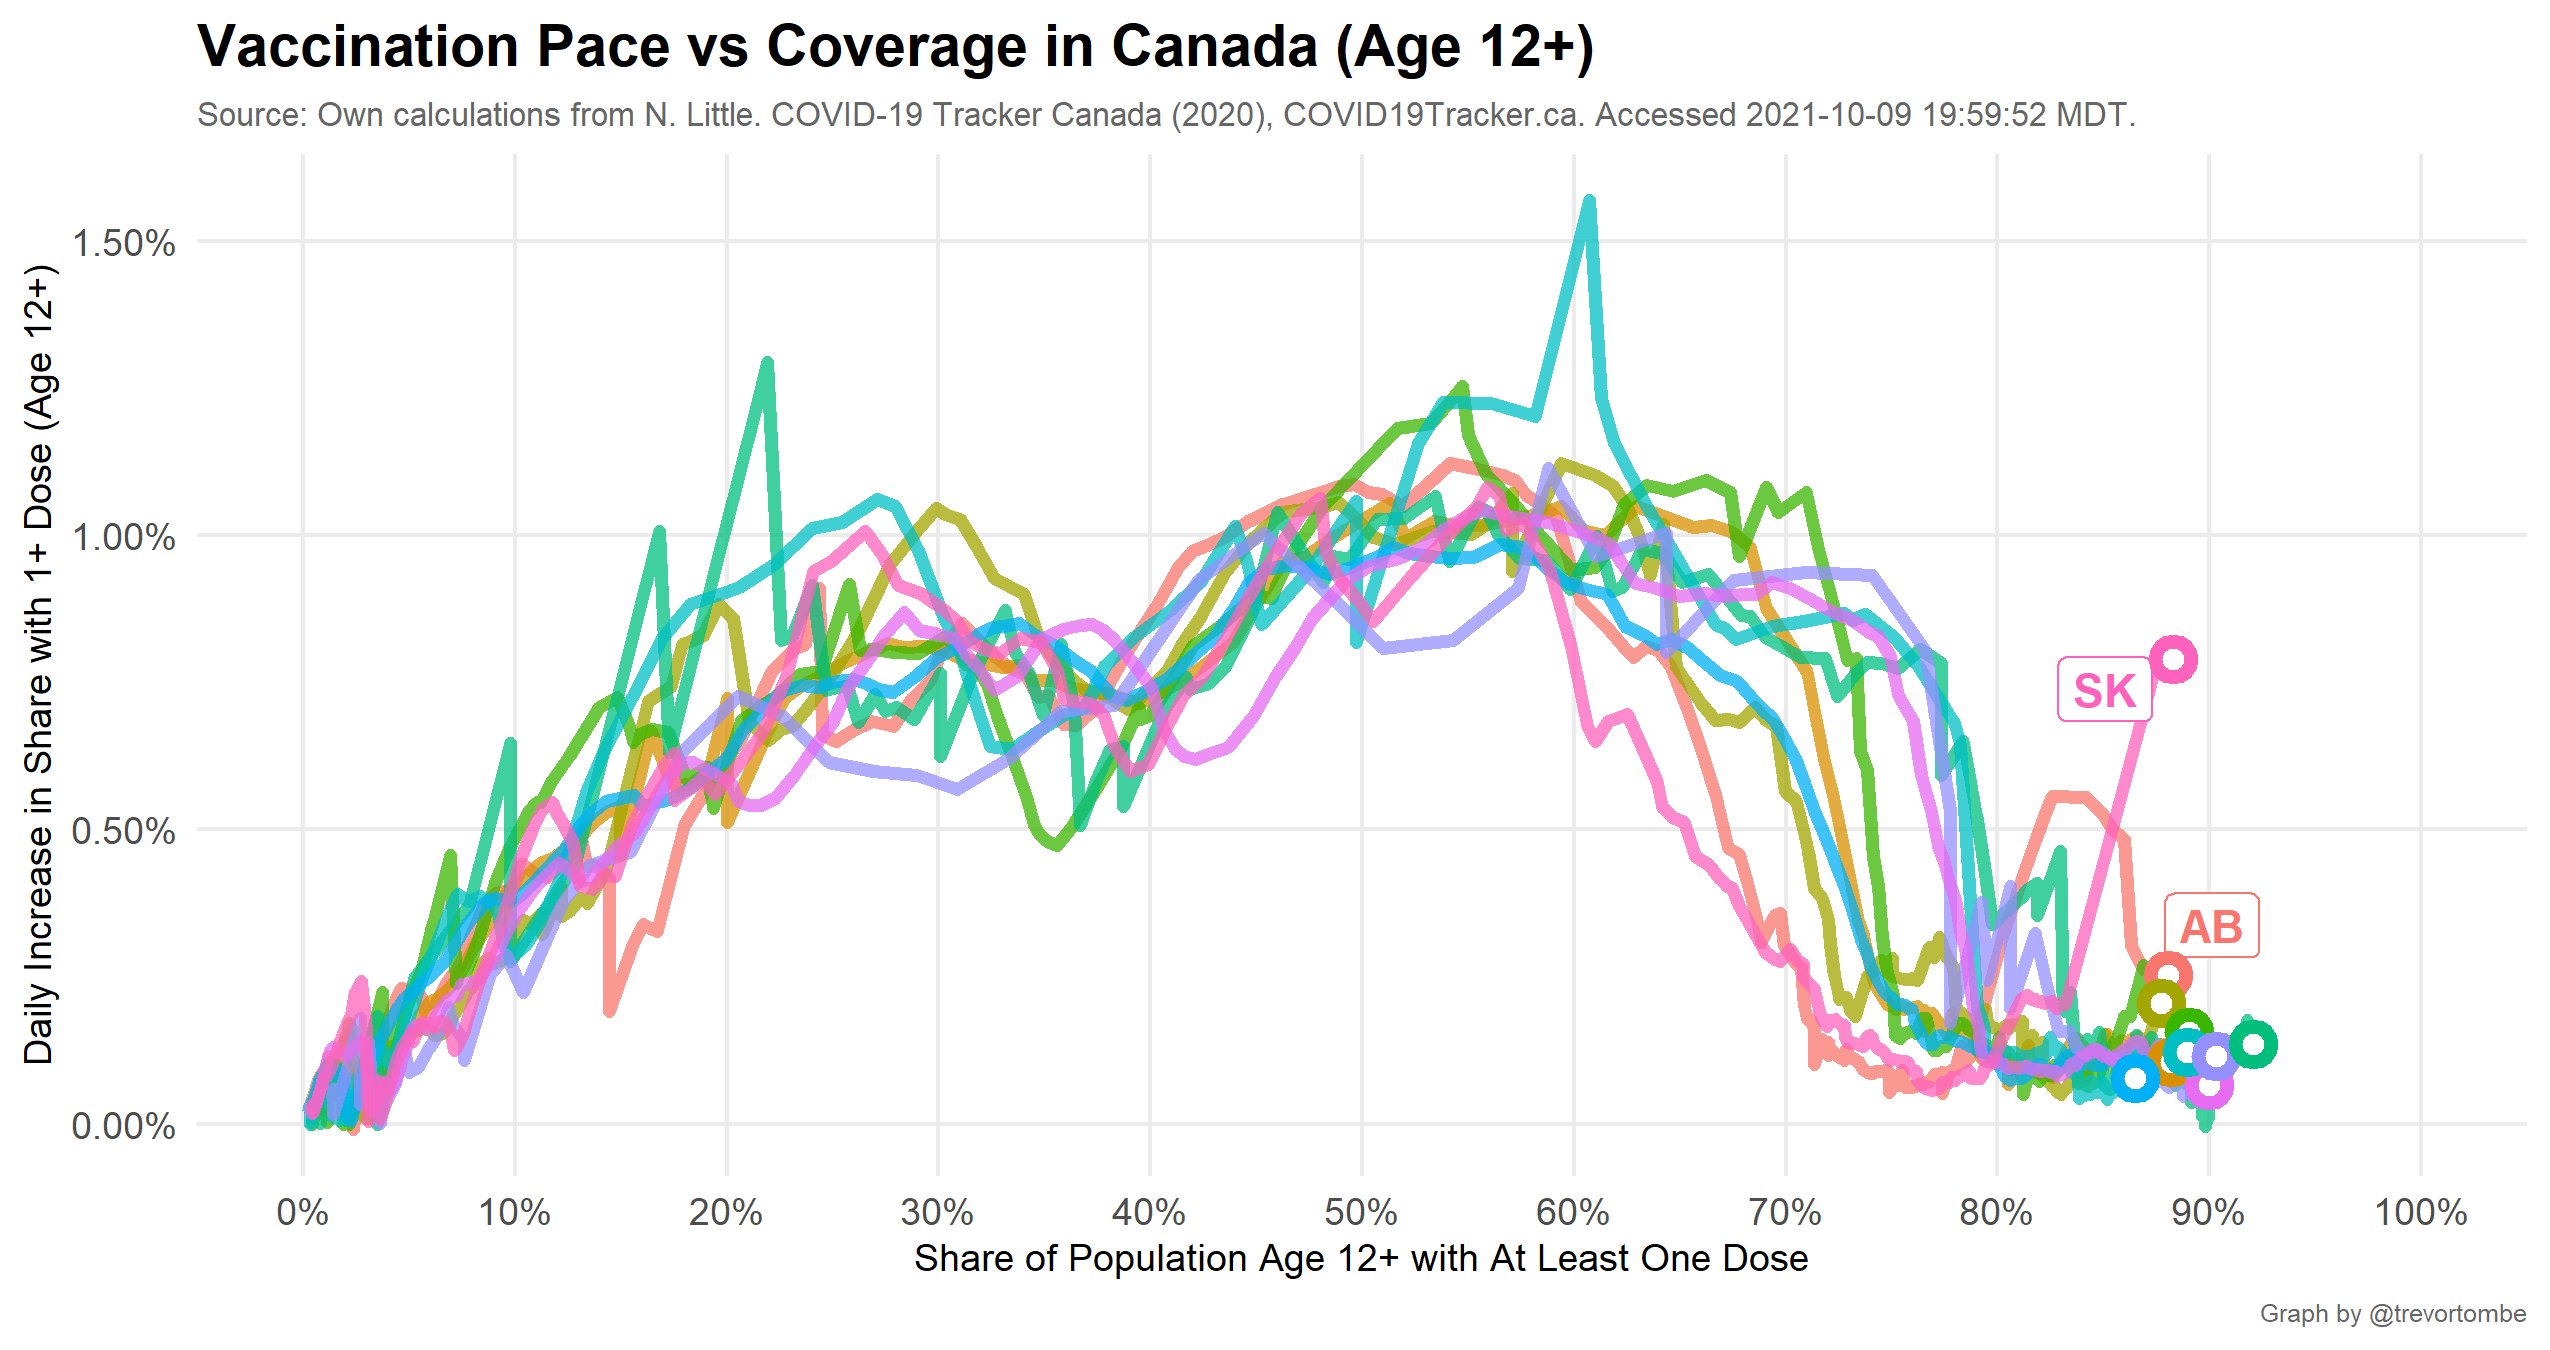 Vaccination Pace vs Coverage in Canada (Age 12+)
Source: Own calculations from N. Little. COVID-19 Tracker Canada (2020), COVID19Tracker.ca. Accessed 2021-10-09 19:59:52 MDT.
Daily Increase in Share with 1+ Dose (Age 12+)
1.50%
1.00%
0.50%
0.00%
SK
AB
0% 10% 20% 30% 40% 50% 60% 70% 80% 90% 100%
Share of Population Age 12+ with At Least One Dose
Graph by @trevortombe